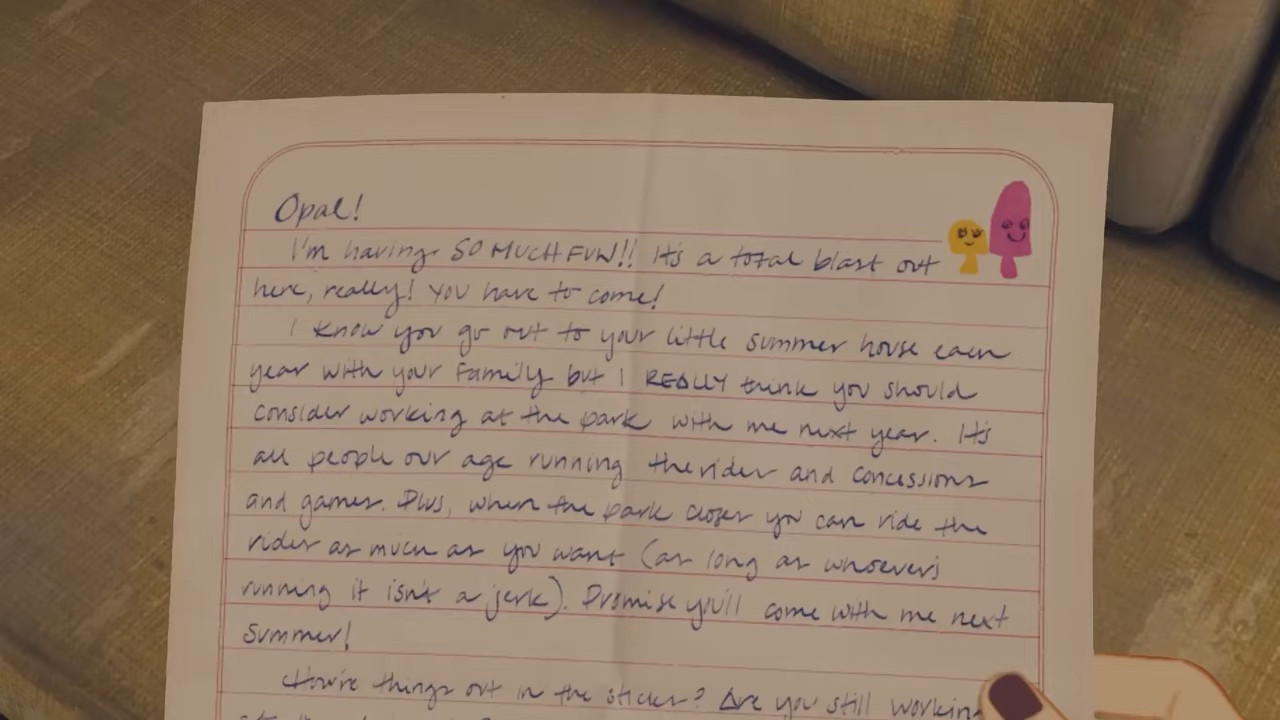 Opal!
I'm having SO MUCH FUN!! It's a total blast out
here, really! You have to come!
I know you go out to your little summer house each
year with your family but I REALLY think you should
consider working at the park with me next year. It's
all people our age running the rides and concessions
and games. Plus, when the park closes you can ride the
rides as much as you want (as long as whoever's
running it isn't a jerk). Promise you'll come with me next
summer!
How're things out in the sticks? Are you still working